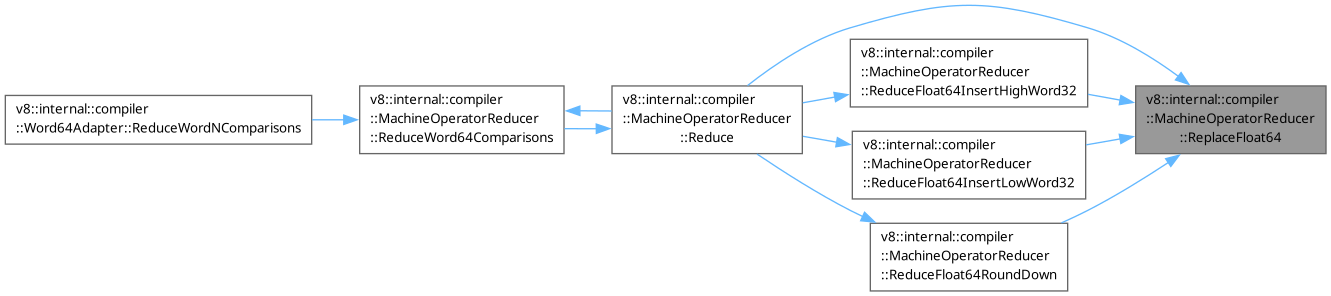 v8::internal::compiler
::Word64Adapter::ReduceWordNComparisons
v8::internal::compiler
::MachineOperatorReducer
::ReduceWord64Comparisons
v8::internal::compiler
::MachineOperatorReducer
::Reduce
v8::internal::compiler
::MachineOperatorReducer
::ReduceFloat64InsertHighWord32
v8::internal::compiler
::MachineOperatorReducer
::ReduceFloat64InsertLowWord32
v8::internal::compiler
::MachineOperatorReducer
::ReduceFloat64RoundDown
v8::internal::compiler
::MachineOperatorReducer
::ReplaceFloat64